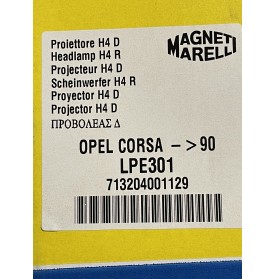 Proiettore H4 D
Headlamp H4 R
Projecteur H4 D
Scheinwerfer H4 R
Proyector H4 D
Projector H4 D
ΠΡΟΒΟΛΕΑΣ Δ
MAGNETI
MARELLI
OPEL CORSA ->90
LPE301
713204001129